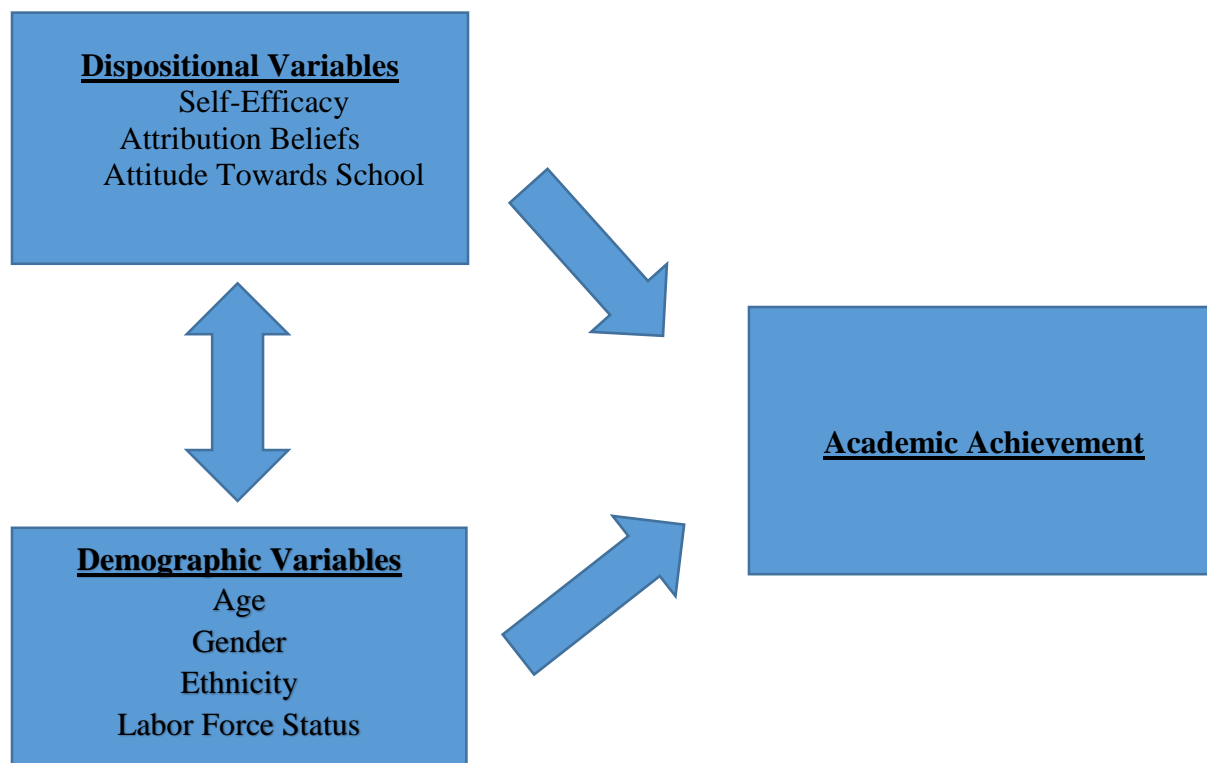 Dispositional Variables
Self-Efficacy
Attribution Beliefs
Attitude Towards School
Academic Achievement
Demographic Variables
Age
Gender
Ethnicity
Labor Force Status